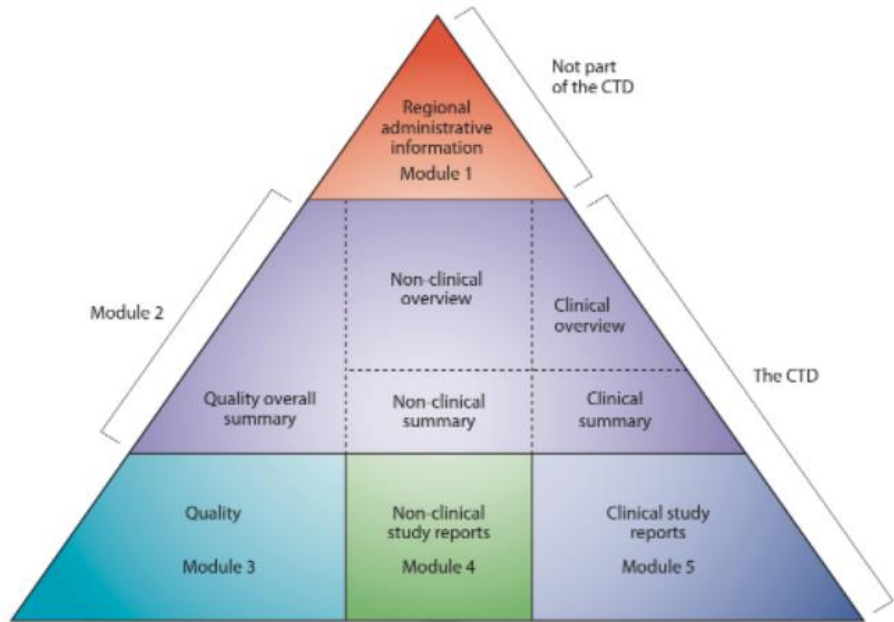 Not part
of the CTD
Regional
administrative
information
Module 1
Module 2
Non-clinical
overview
Clinical
overview
The CTD
Quality overall
summary
Non-clinical
summary
Clinical
summary
Quality
Module 3
Non-clinical
study reports
Module 4
Clinical study
reports
Module 5